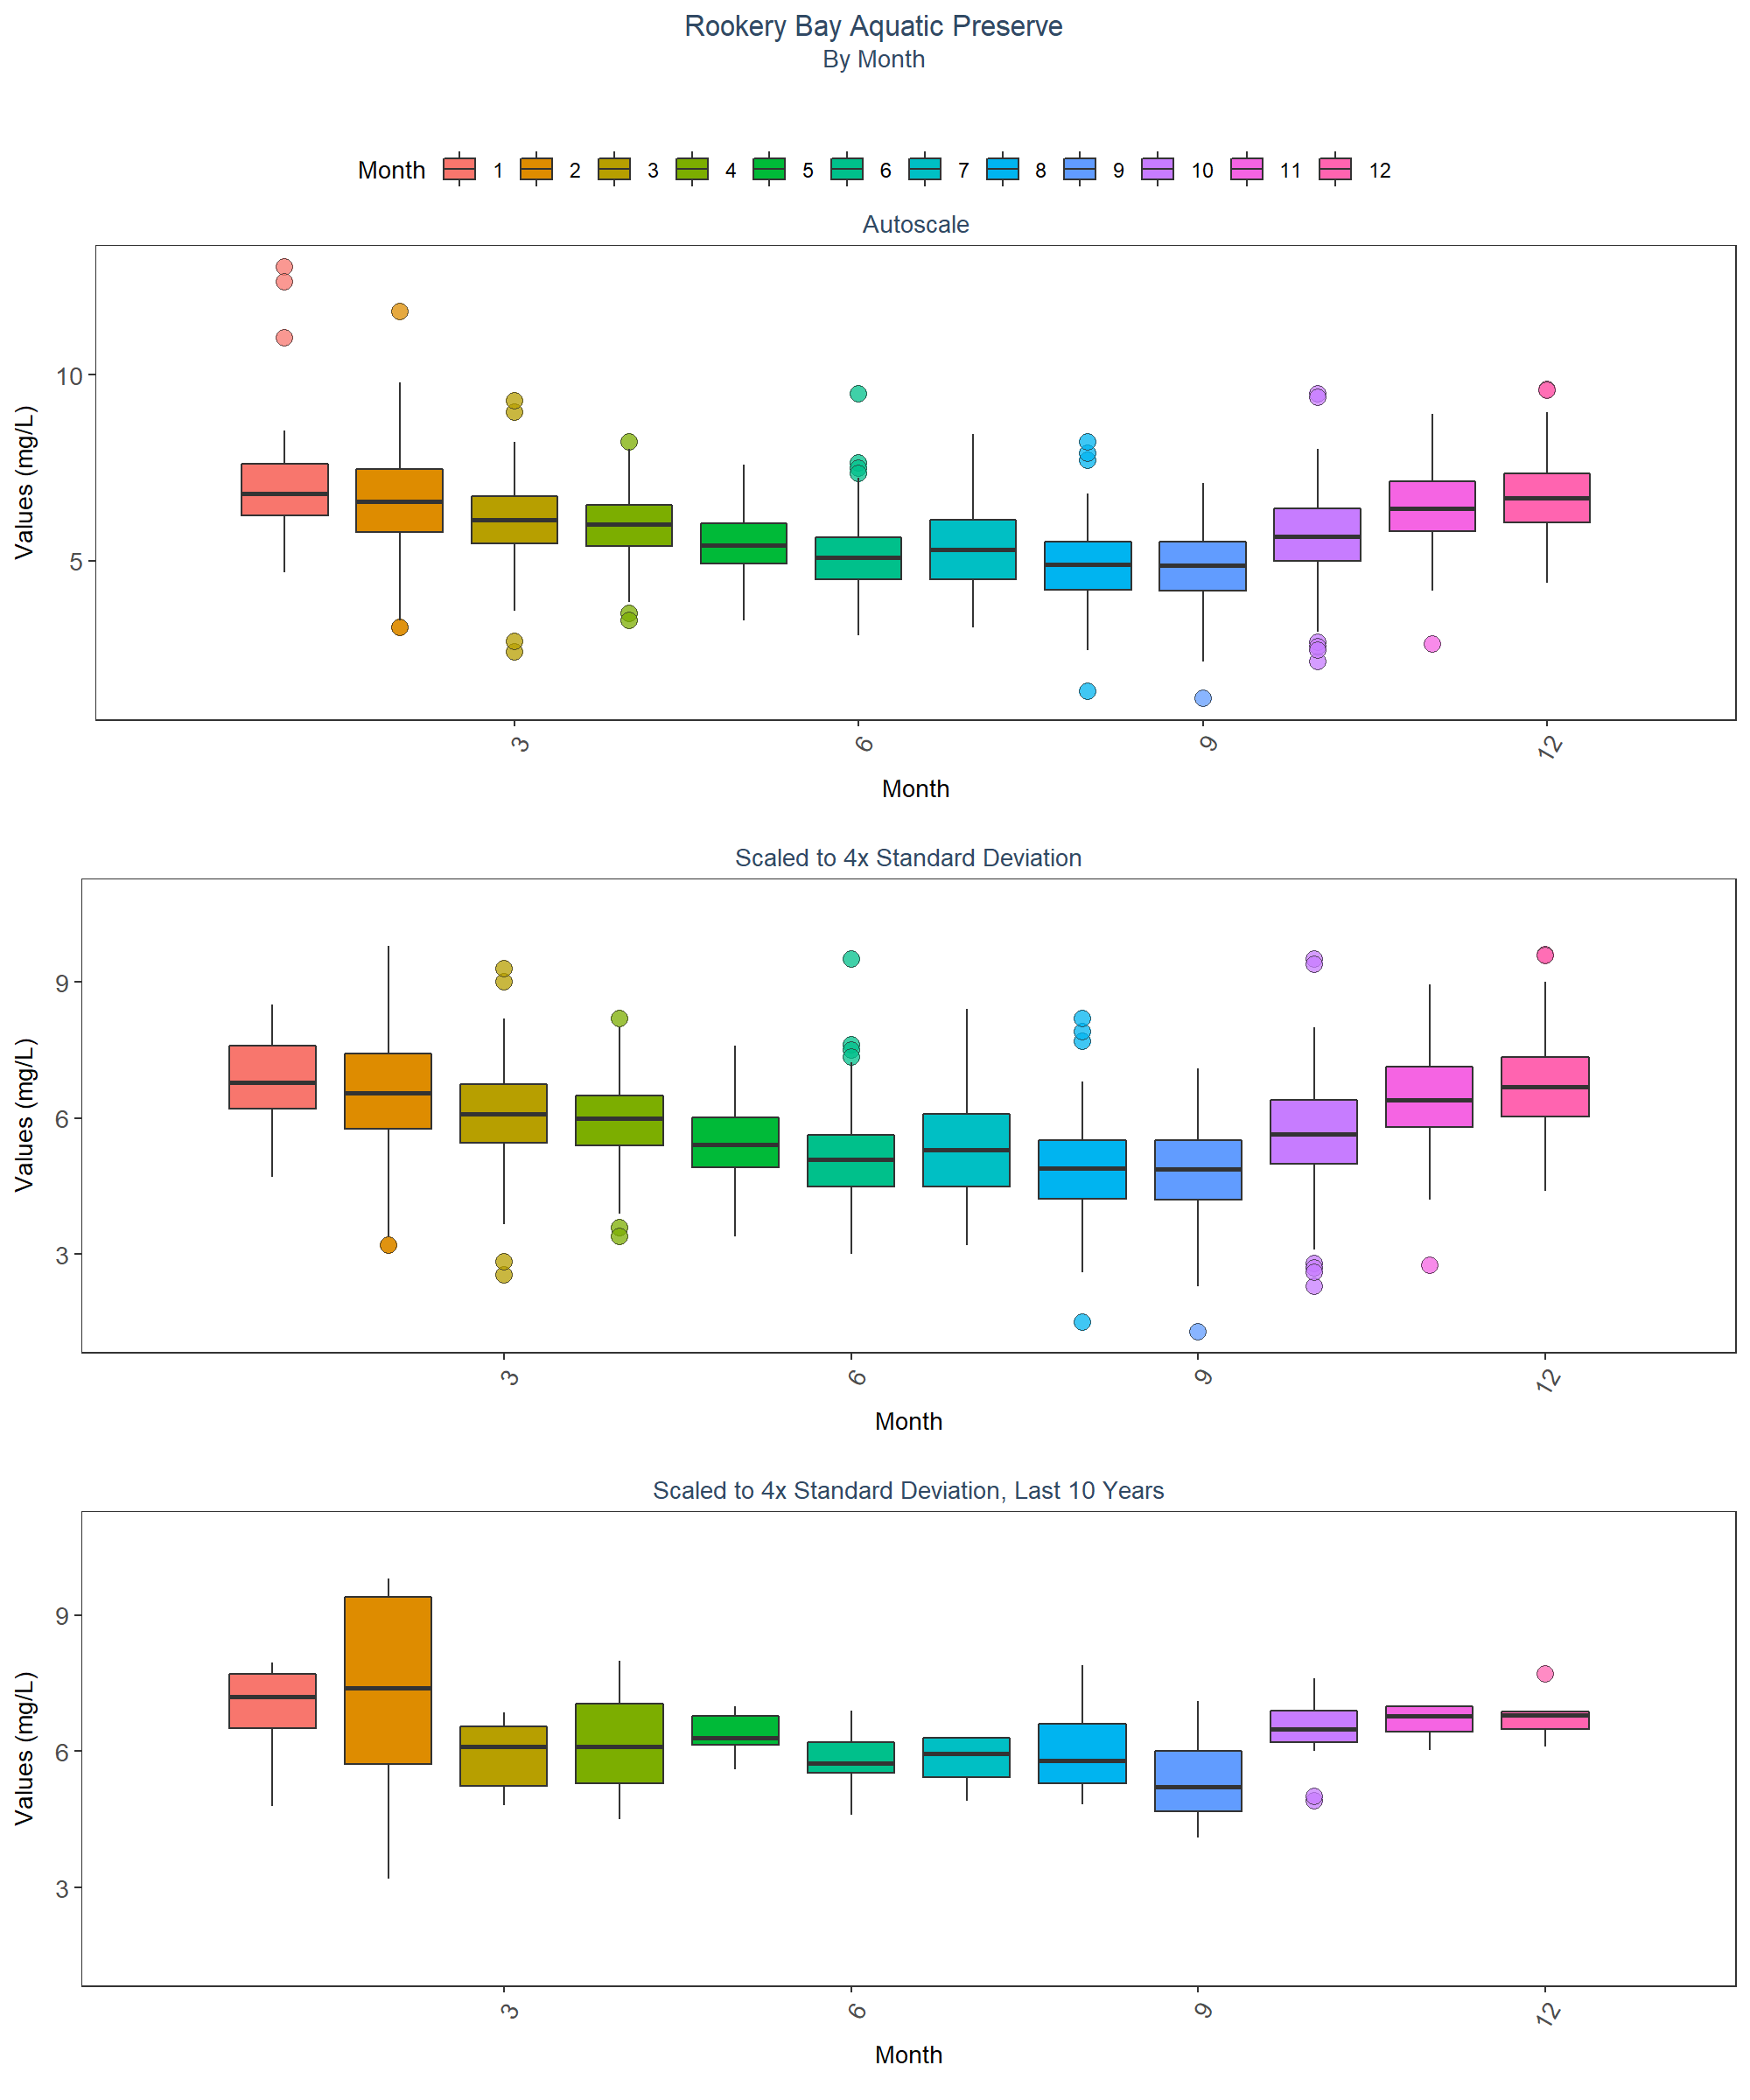 Rookery Bay Aquatic Preserve
By Month
Month 1 2 3 4 5 6 7 8 9 10 11 12
Autoscale
Values (mg/L)
10
5
3 6 9 12
Month
Scaled to 4x Standard Deviation
Values (mg/L)
9
6
3
3 6 9 12
Month
Scaled to 4x Standard Deviation, Last 10 Years
Values (mg/L)
9
6
3
3 6 9 12
Month